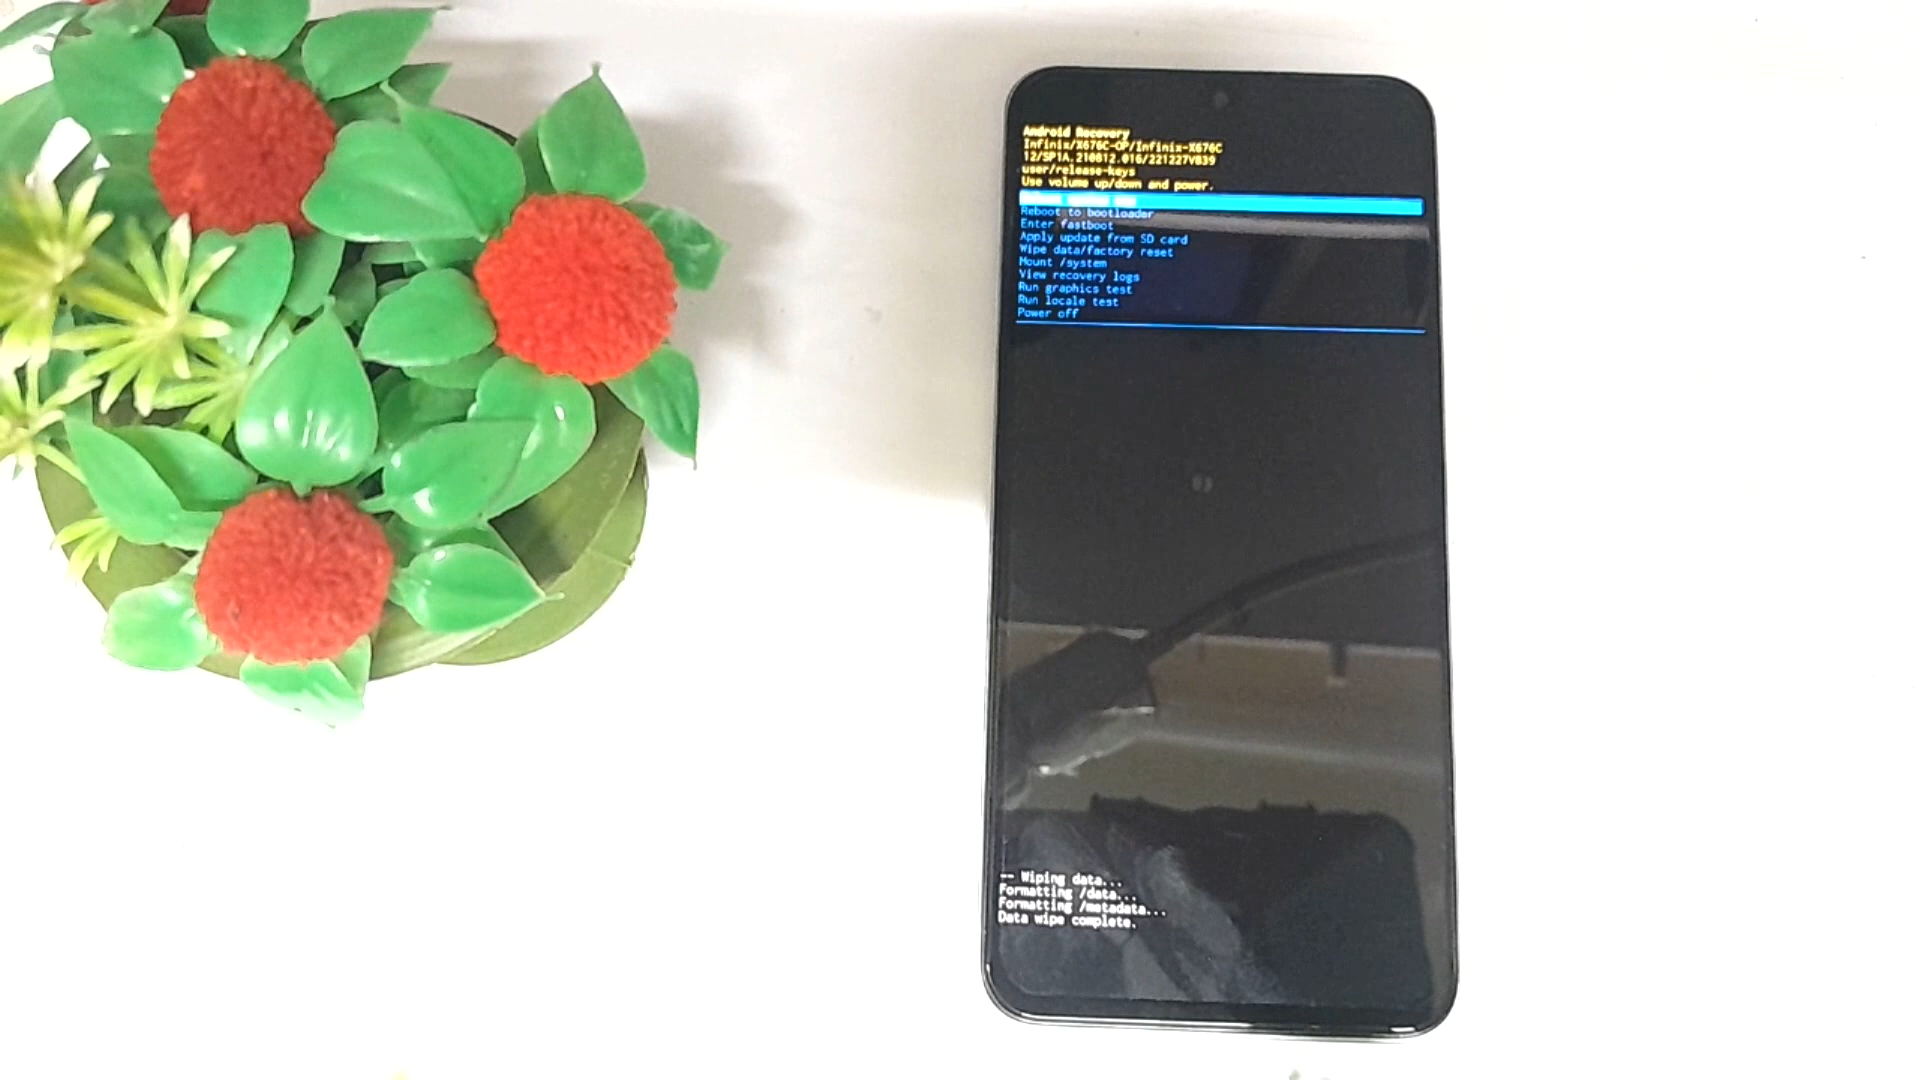 Android Recovery
Infinix/X676C-OP/Infinix-X676C
12/SP1A.210812.016/221227V839
user/release-keys
Use volume up/down and power.
Reboot to bootloader
Enter fastboot
Apply update from SD card
Wipe data/factory reset
Mount /system
View recovery logs
Run graphics test
Run locale test
Power off
-- Wiping data...
Formatting /data...
Formatting /metadata...
Data wipe complete.